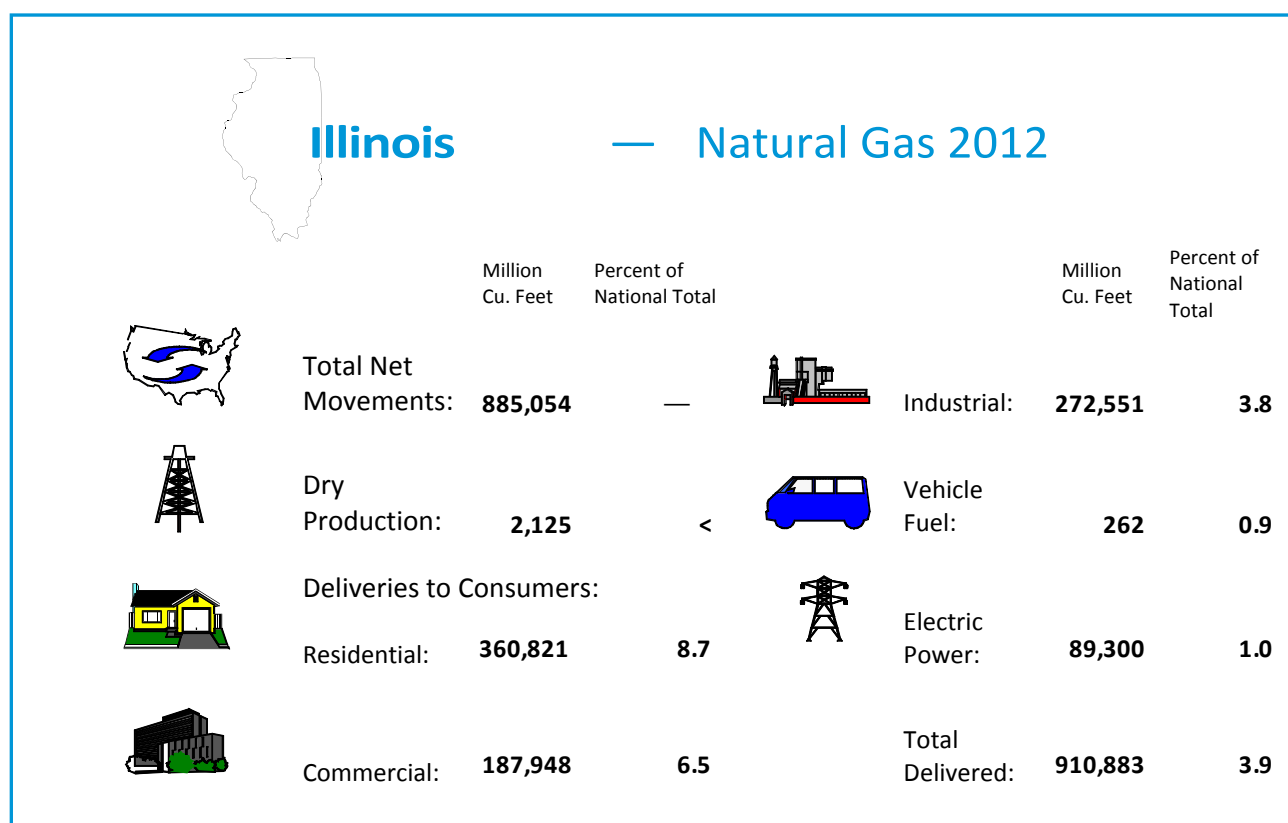 Illinois — Natural Gas 2012
Million
Cu. Feet
Percent of
National Total
Total Net
Movements: 885,054 —
Dry
Production: 2,125 <
Deliveries to Consumers:
Residential: 360,821 8.7
Commercial: 187,948 6.5
Million
Cu. Feet
Percent of
National
Total
Industrial: 272,551 3.8
Vehicle
Fuel: 262 0.9
Electric
Power: 89,300 1.0
Total
Delivered: 910,883 3.9